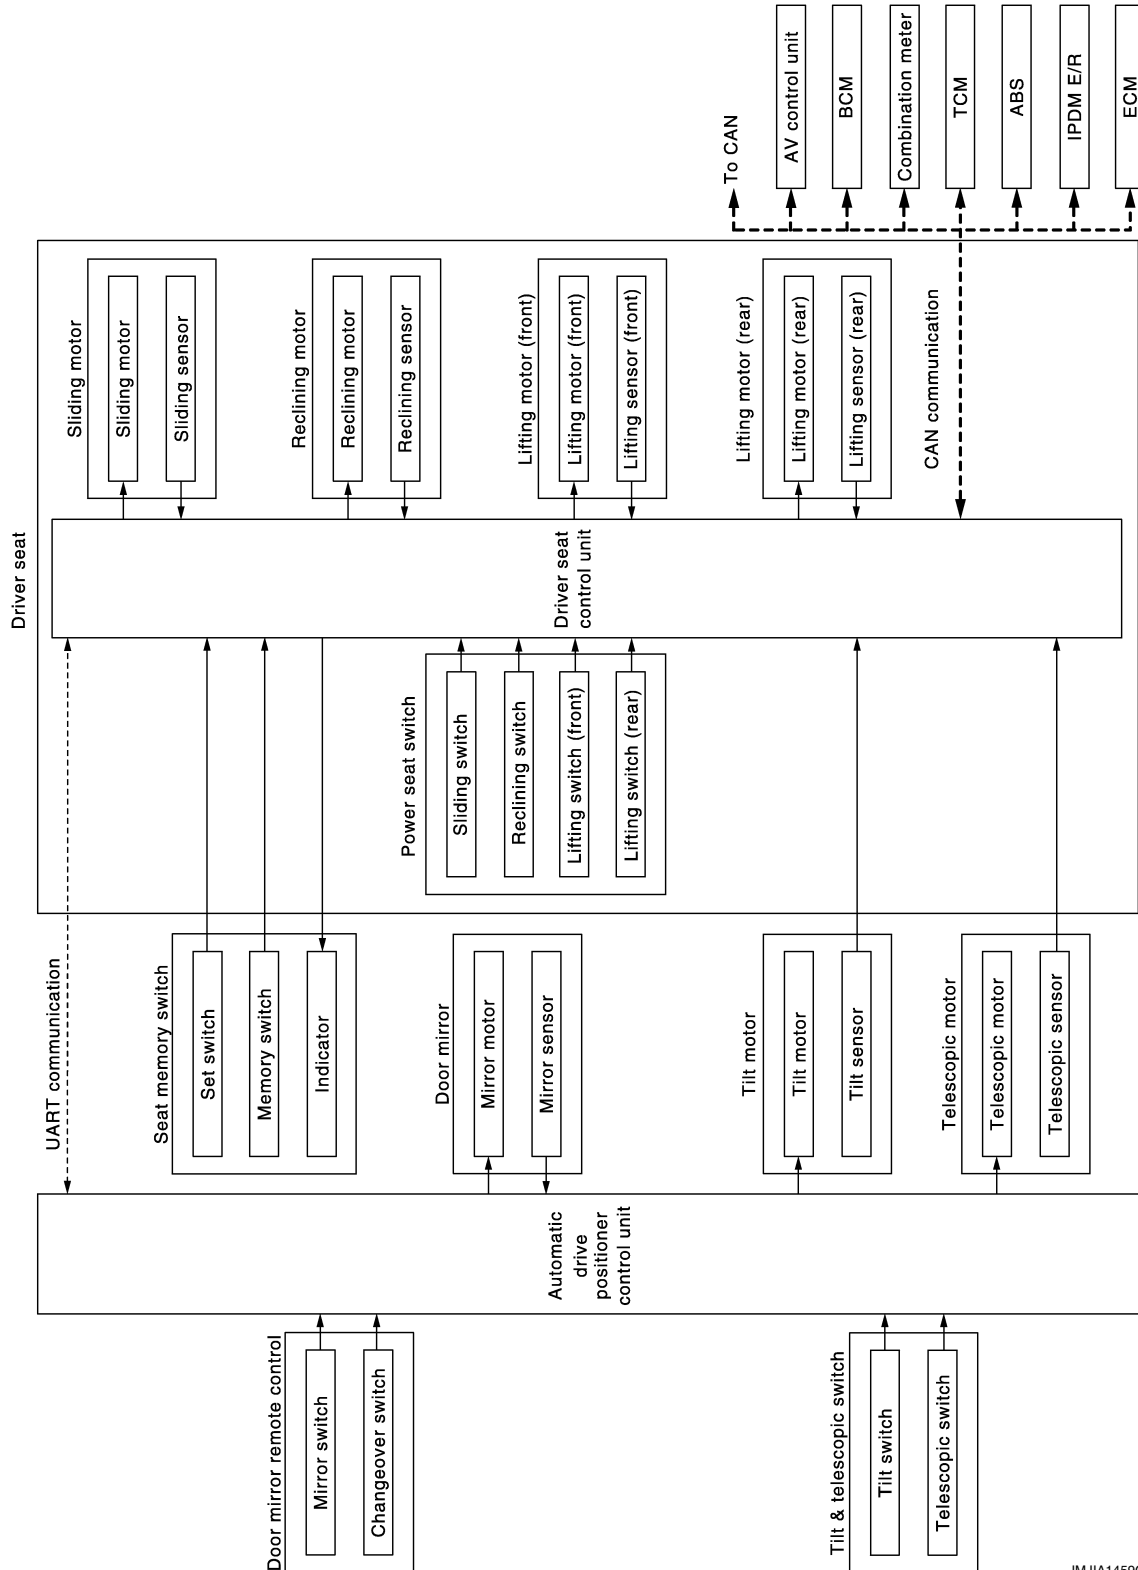 Door mirror remote control
Mirror switch
Changeover switch
Tilt & telescopic switch
Tilt switch
Telescopic switch
Automatic
drive
positioner
control unit
UART communication
Seat memory switch
Set switch
Memory switch
Indicator
Door mirror
Mirror motor
Mirror sensor
Tilt motor
Tilt motor
Tilt sensor
Telescopic motor
Telescopic motor
Telescopic sensor
Driver seat
Power seat switch
Sliding switch
Reclining switch
Lifting switch (front)
Lifting switch (rear)
Driver seat
control unit
Sliding motor
Sliding motor
Sliding sensor
Reclining motor
Reclining motor
Reclining sensor
Lifting motor (front)
Lifting motor (front)
Lifting sensor (front)
Lifting motor (rear)
Lifting motor (rear)
Lifting sensor (rear)
CAN communication
To CAN
AV control unit
BCM
Combination meter
TCM
ABS
IPDM E/R
ECM